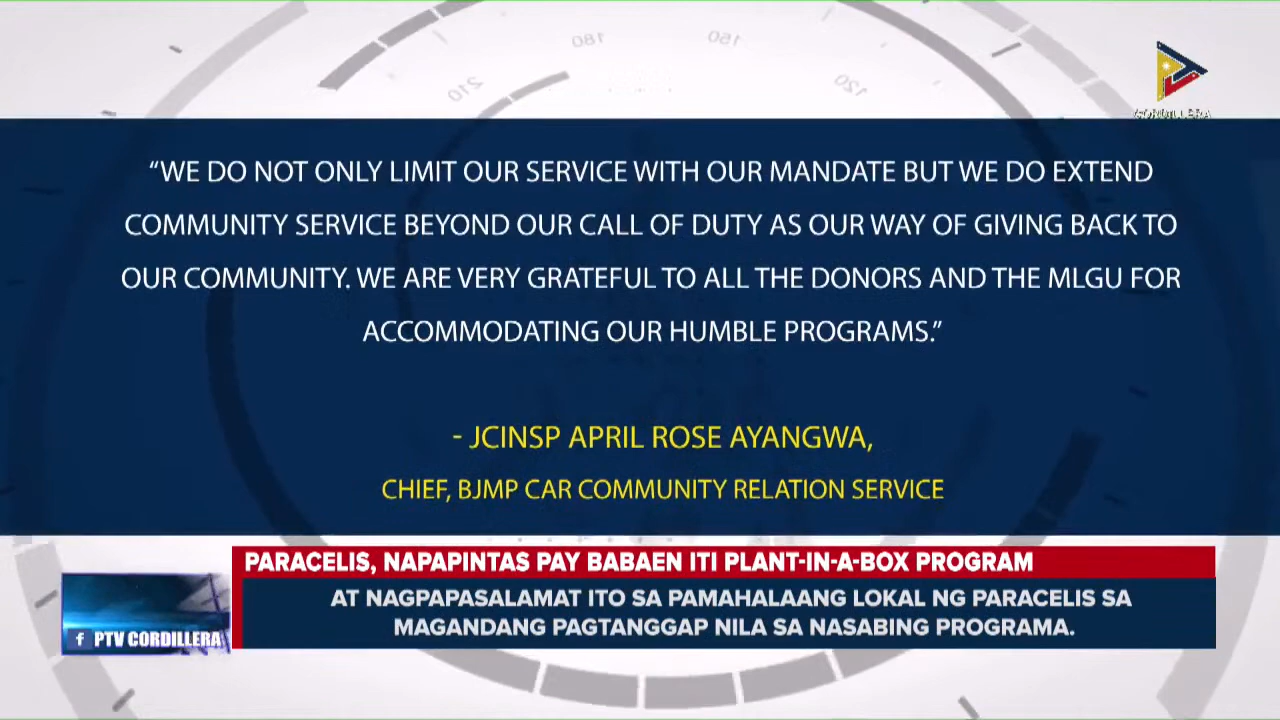 210
180
150
120
CORDILLERA
“WE DO NOT ONLY LIMIT OUR SERVICE WITH OUR MANDATE BUT WE DO EXTEND
COMMUNITY SERVICE BEYOND OUR CALL OF DUTY AS OUR WAY OF GIVING BACK TO
OUR COMMUNITY. WE ARE VERY GRATEFUL TO ALL THE DONORS AND THE MLGU FOR
ACCOMMODATING OUR HUMBLE PROGRAMS.”
- JCINSP APRIL ROSE AYANGWA,
CHIEF, BJMP CAR COMMUNITY RELATION SERVICE
PARACELIS, NAPAPINTAS PAY BABAEN ITI PLANT-IN-A-BOX PROGRAM
AT NAGPAPASALAMAT ITO SA PAMAHALAANG LOKAL NG PARACELIS SA
MAGANDANG PAGTANGGAP NILA SA NASABING PROGRAMA.
f PTV CORDILLERA